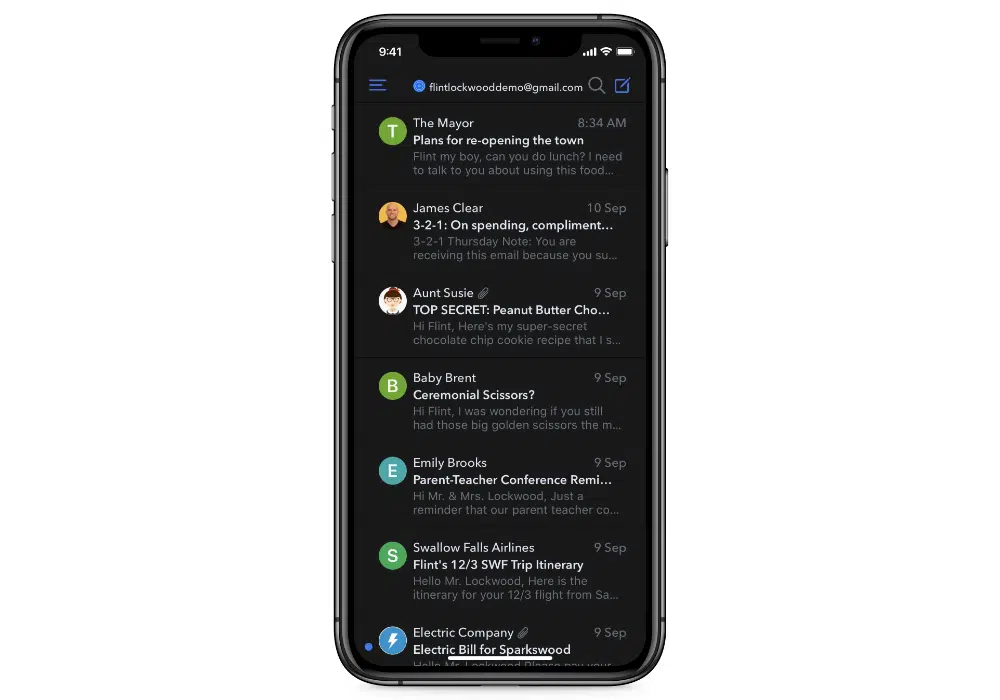 9:41
flintlockwooddemo@gmail.com
T
The Mayor 8:34 AM
Plans for re-opening the town
Flint my boy, can you do lunch? I need
to talk to you about using this food...
James Clear 10 Sep
3-2-1: On spending, compliment...
3-2-1 Thursday Note: You are
receiving this email because you su...
Aunt Susie 9 Sep
TOP SECRET: Peanut Butter Cho...
Hi Flint, Here's my super-secret
chocolate chip cookie recipe that I s...
B
Baby Brent 9 Sep
Ceremonial Scissors?
Hi Flint, I was wondering if you still
had those big golden scissors the m...
E
Emily Brooks 9 Sep
Parent-Teacher Conference Remi...
Hi Mr. & Mrs. Lockwood, Just a
reminder that our parent teacher co...
S
Swallow Falls Airlines 9 Sep
Flint's 12/3 SWF Trip Itinerary
Hello Mr. Lockwood, Here is the
itinerary for your 12/3 flight from Sa...
Electric Company 9 Sep
Electric Bill for Sparkswood
Hello Mr. Lockwood Please pay your